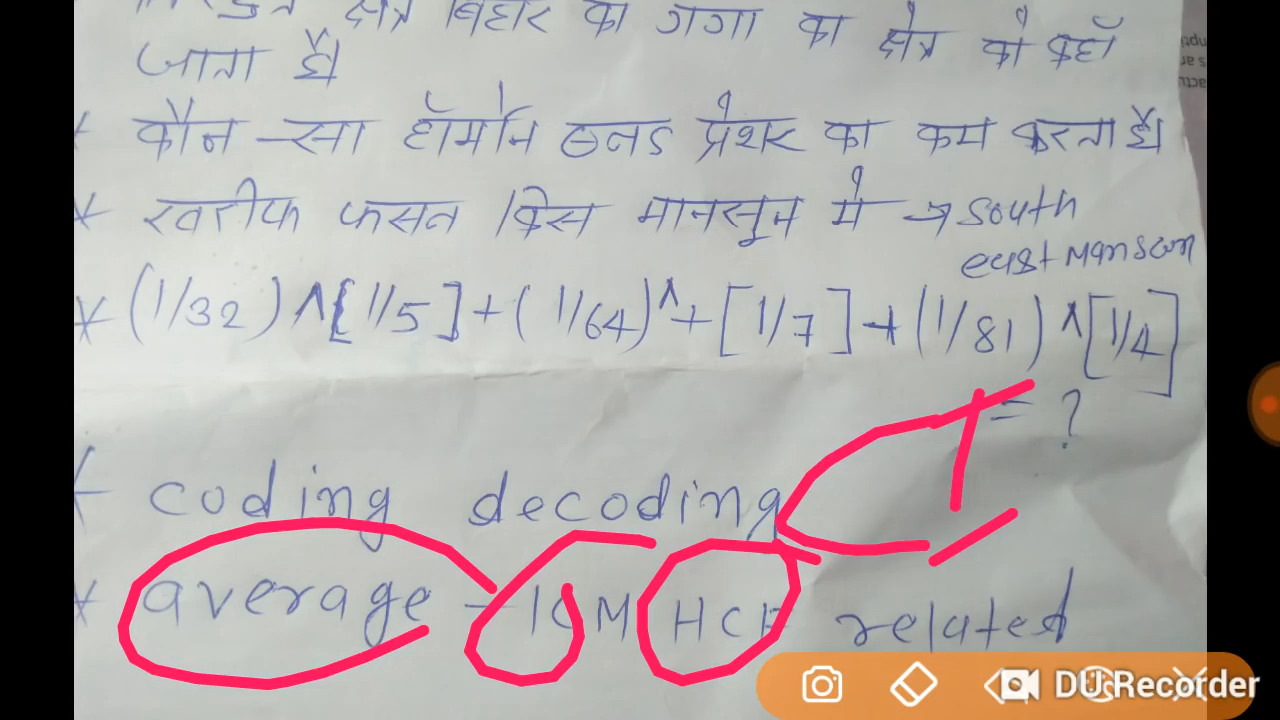 क्षेत्र बिहार का गंगा का क्षेत्र को कहाँ
जाता है।
* कौन-सा हॉर्मोन ब्लड प्रेशर का कम करता है।
* खरीफ फसल किस मानसून में → South
east Mansoon
* (1/32)^[1/5]+(1/64)^+[1/7]+(1/81)^[1/4]
= ?
* coding decoding
* average - LCM HCF related
DU Recorder